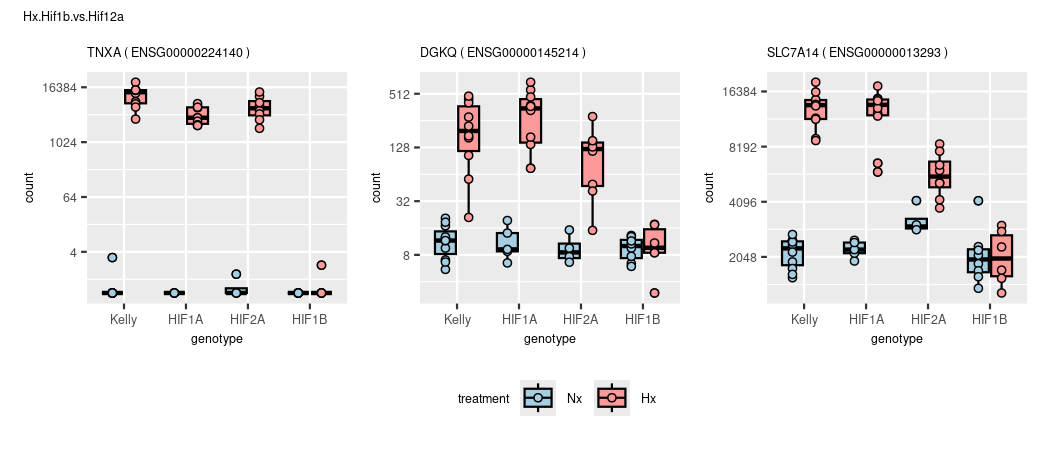 Hx.Hif1b.vs.Hif12a
TNXA ( ENSG00000224140 )
DGKQ ( ENSG00000145214 )
SLC7A14 ( ENSG00000013293 )
count
16384
1024
64
4
Kelly HIF1A HIF2A HIF1B
genotype
count
512
128
32
8
Kelly HIF1A HIF2A HIF1B
genotype
count
16384
8192
4096
2048
Kelly HIF1A HIF2A HIF1B
genotype
treatment Nx Hx